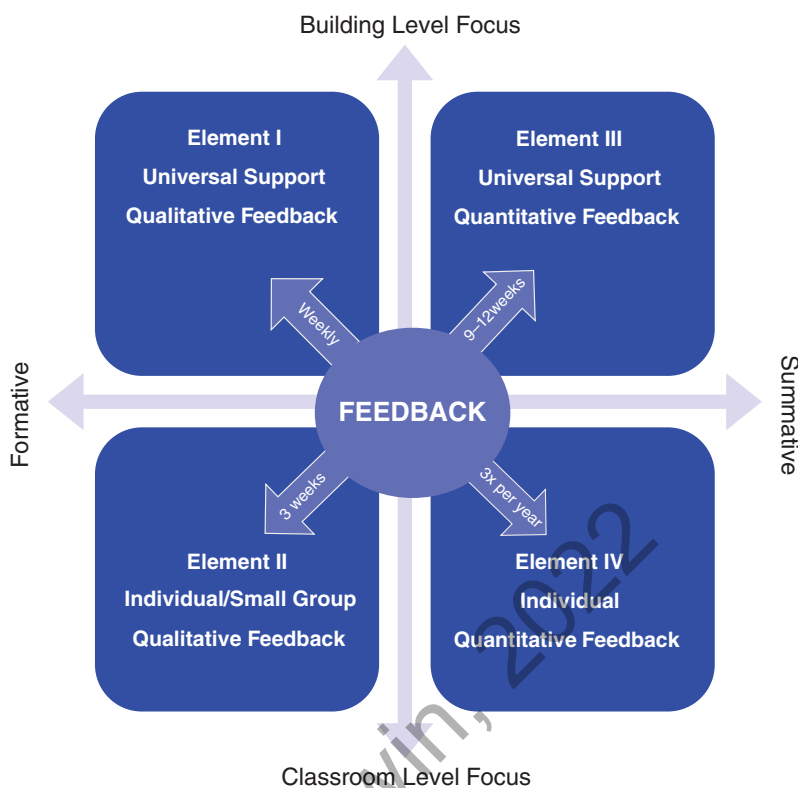 Building Level Focus
Element I
Universal Support
Qualitative Feedback
Element III
Universal Support
Quantitative Feedback
Weekly
9–12weeks
Formative
FEEDBACK
Summative
3 weeks
3x per year
Element II
Individual/Small Group
Qualitative Feedback
Element IV
Individual
Quantitative Feedback
2022
Classroom Level Focus